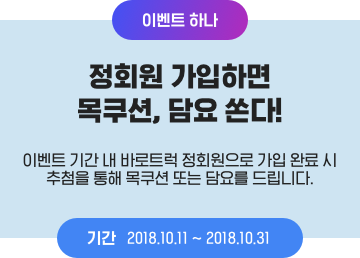 이벤트 하나
정회원 가입하면
목쿠션, 담요 쏜다!
이벤트 기간 내 바로트럭 정회원으로 가입 완료 시
추첨을 통해 목쿠션 또는 담요를 드립니다.
기간 2018.10.11 ~ 2018.10.31